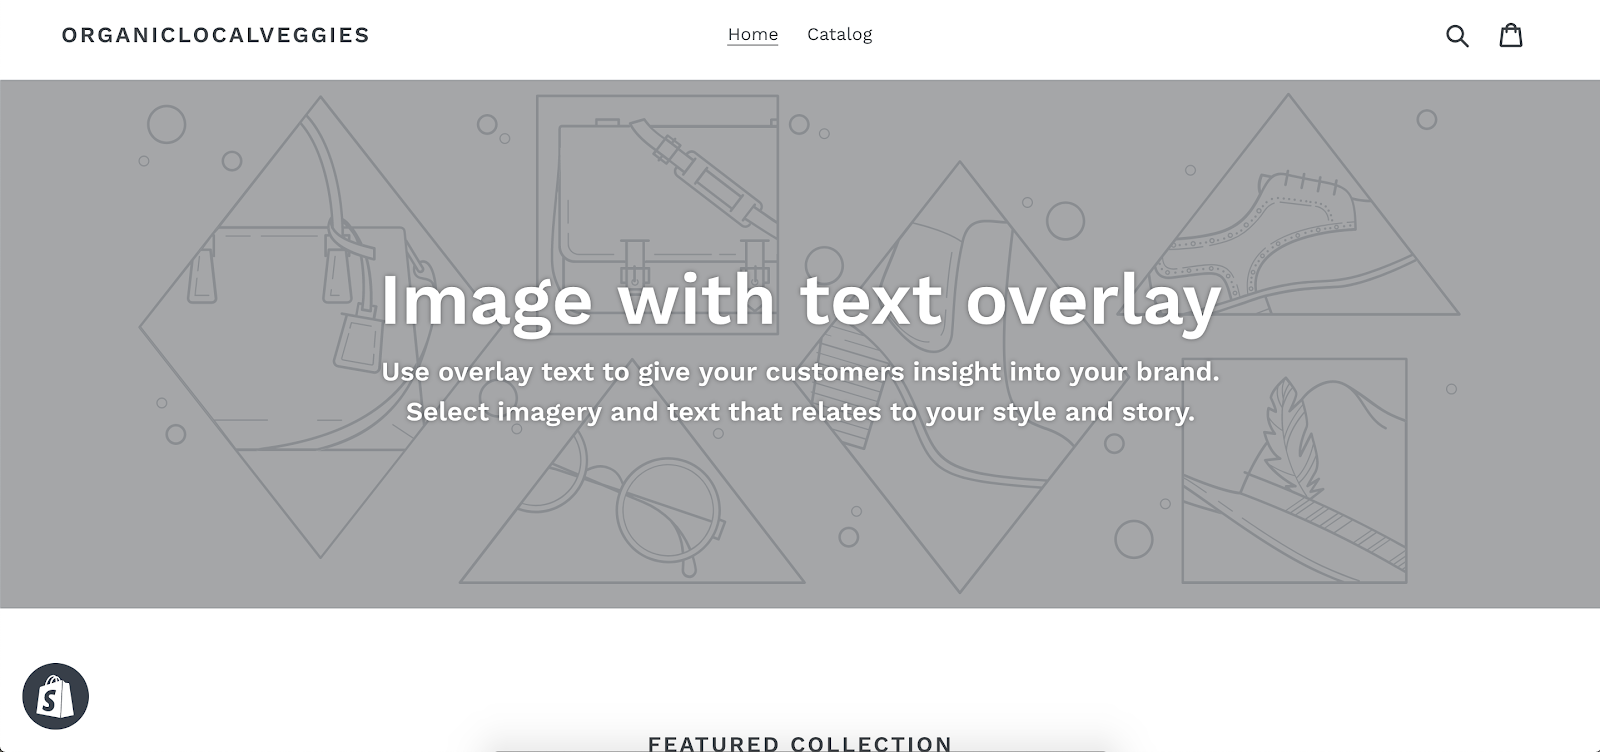 ORGANICLOCALVEGGIES
Home Catalog
Image with text overlay
Use overlay text to give your customers insight into your brand.
Select imagery and text that relates to your style and story.
S
FEATURED COLLECTION